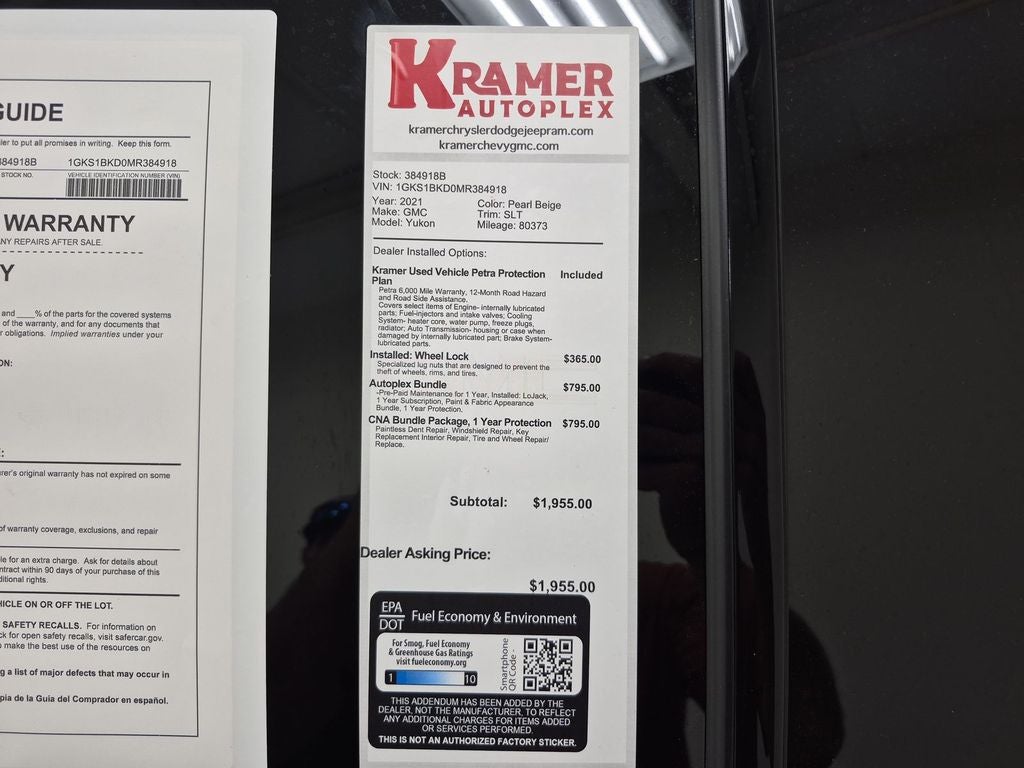 GUIDE
ler to put all promises in writing. Keep this form.
384918B
1GKS1BKD0MR384918
STOCK NO.
VEHICLE IDENTIFICATION NUMBER (VIN)
WARRANTY
NY REPAIRS AFTER SALE.
Y
and ____% of the parts for the covered systems
of the warranty, and for any documents that
r obligations. Implied warranties under your
ON:
:
rer's original warranty has not expired on some
of warranty coverage, exclusions, and repair
le for an extra charge. Ask for details about
ntract within 90 days of your purchase of this
ditional rights.
HICLE ON OR OFF THE LOT.
SAFETY RECALLS. For information on
ck for open safety recalls, visit safercar.gov.
o make the best use of the resources on
g a list of major defects that may occur in
pia de la Guía del Comprador en español.
KRAMER
AUTOPLEX
kramerchryslerdodgejeepram.com
kramerchevygmc.com
Stock: 384918B
VIN: 1GKS1BKD0MR384918
Year: 2021 Color: Pearl Beige
Make: GMC Trim: SLT
Model: Yukon Mileage: 80373
Dealer Installed Options:
Kramer Used Vehicle Petra Protection Included
Plan
Petra 6,000 Mile Warranty, 12-Month Road Hazard
and Road Side Assistance.
Covers select items of Engine- internally lubricated
parts; Fuel-injectors and intake valves; Cooling
System- heater core, water pump, freeze plugs,
radiator; Auto Transmission- housing or case when
damaged by internally lubricated part; Brake System-
lubricated parts.
Installed: Wheel Lock $365.00
Specialized lug nuts that are designed to prevent the
theft of wheels, rims, and tires.
Autoplex Bundle $795.00
-Pre-Paid Maintenance for 1 Year, Installed: LoJack,
1 Year Subscription, Paint & Fabric Appearance
Bundle, 1 Year Protection.
CNA Bundle Package, 1 Year Protection $795.00
Paintless Dent Repair, Windshield Repair, Key
Replacement Interior Repair, Tire and Wheel Repair/
Replace.
Subtotal: $1,955.00
Dealer Asking Price:
$1,955.00
EPA
DOT
Fuel Economy & Environment
For Smog, Fuel Economy
& Greenhouse Gas Ratings
visit fueleconomy.org
1 10
Smartphone
QR Code -
THIS ADDENDUM HAS BEEN ADDED BY THE
DEALER, NOT THE MANUFACTURER, TO REFLECT
ANY ADDITIONAL CHARGES FOR ITEMS ADDED
OR SERVICES PERFORMED.
THIS IS NOT AN AUTHORIZED FACTORY STICKER.